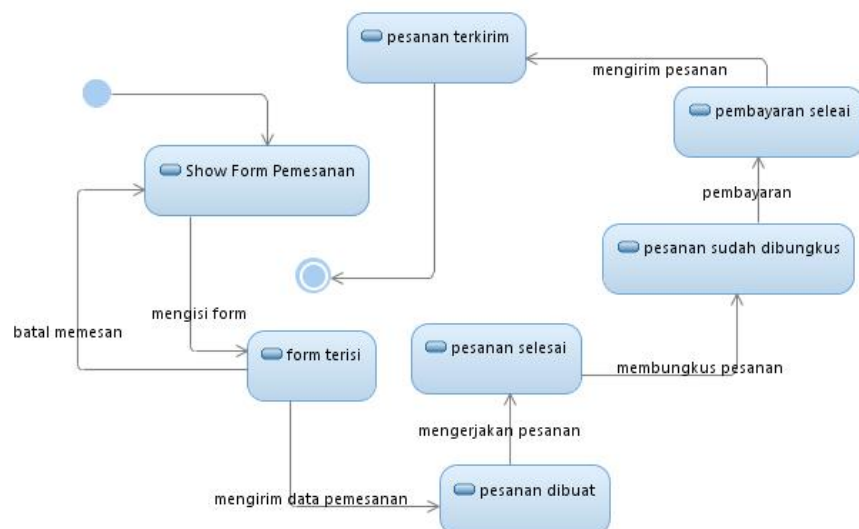 pesanan terkirim
mengirim pesanan
pembayaran seleai
Show Form Pemesanan
pembayaran
pesanan sudah dibungkus
mengisi form
batal memesan
form terisi
pesanan selesai
membungkus pesanan
mengerjakan pesanan
mengirim data pemesanan
pesanan dibuat